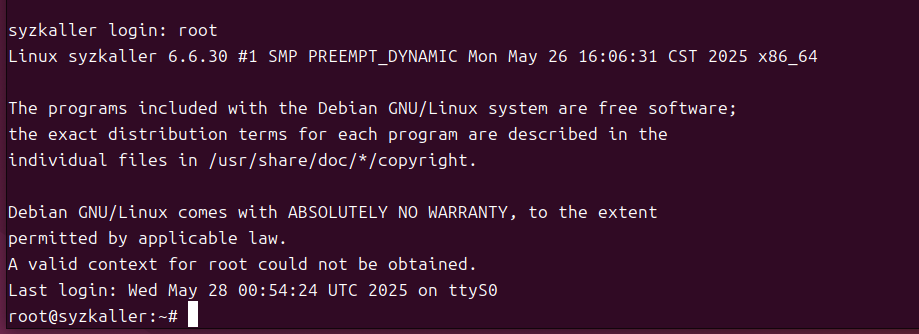 syzkaller login: root
Linux syzkaller 6.6.30 #1 SMP PREEMPT_DYNAMIC Mon May 26 16:06:31 CST 2025 x86_64
The programs included with the Debian GNU/Linux system are free software;
the exact distribution terms for each program are described in the
individual files in /usr/share/doc/*/copyright.
Debian GNU/Linux comes with ABSOLUTELY NO WARRANTY, to the extent
permitted by applicable law.
A valid context for root could not be obtained.
Last login: Wed May 28 00:54:24 UTC 2025 on ttyS0
root@syzkaller:~#